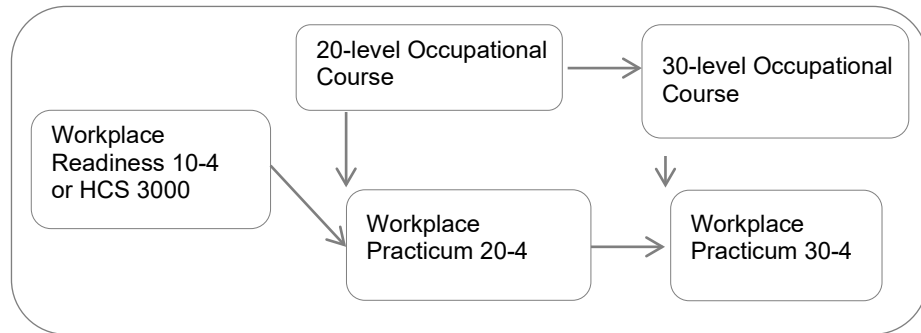 20-level Occupational
Course
30-level Occupational
Course
Workplace
Readiness 10-4
or HCS 3000
Workplace
Practicum 20-4
Workplace
Practicum 30-4